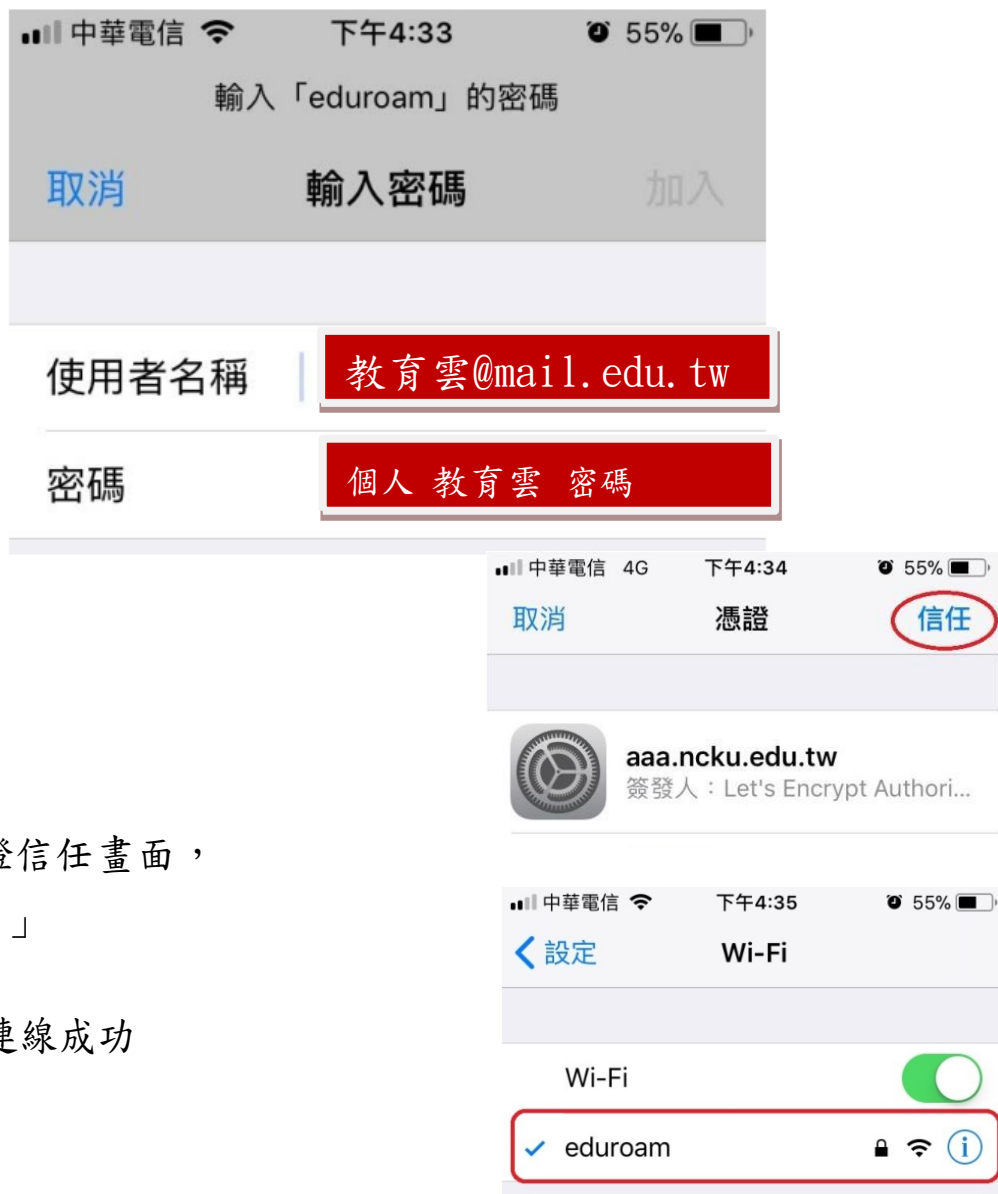 中華電信 下午4:33 55%
輸入「eduroam」的密碼
取消 輸入密碼 加入
使用者名稱 教育雲@mail.edu.tw
密碼 個人 教育雲 密碼
中華電信 4G 下午4:34 55%
取消 憑證 信任
aaa.ncku.edu.tw
簽發人：Let's Encrypt Authori...
證信任畫面，
」
連線成功
中華電信 下午4:35 55%
設定 Wi-Fi
Wi-Fi
eduroam